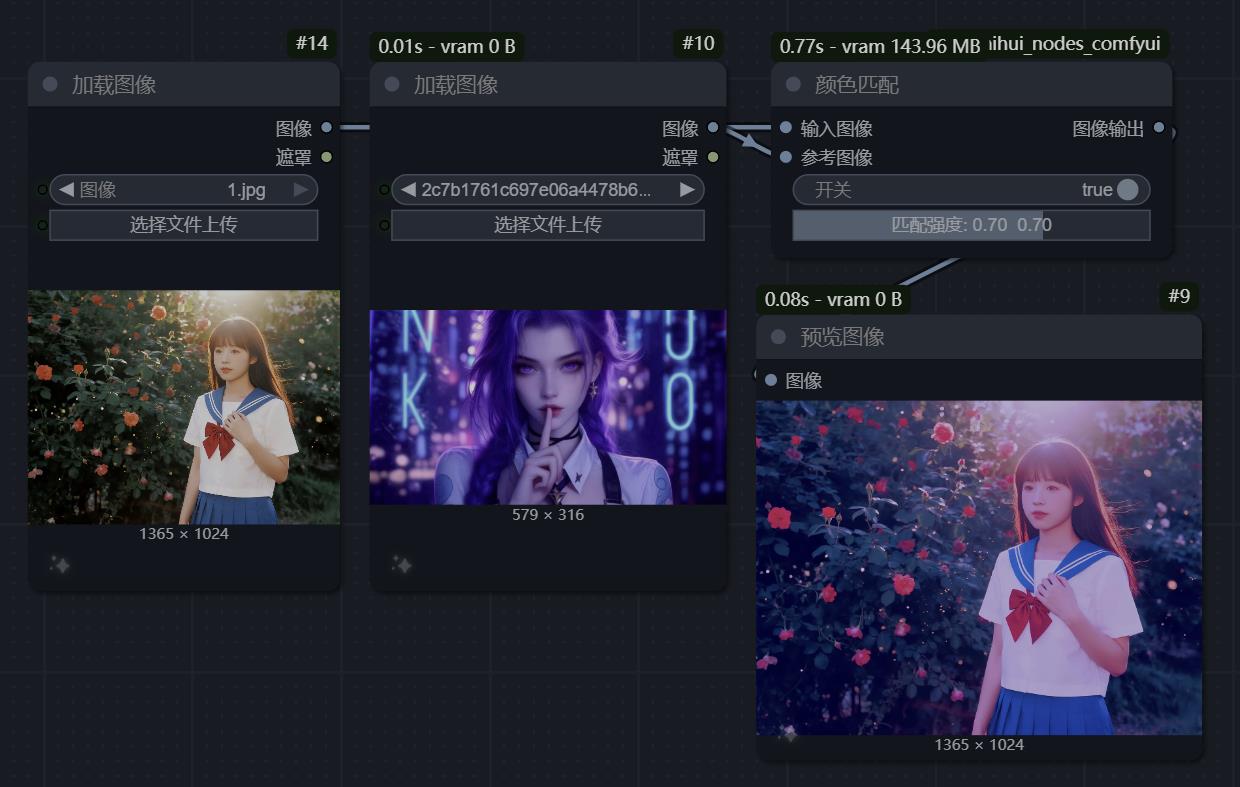 #14
加载图像
图像
遮罩
图像 1.jpg
选择文件上传
1365 × 1024
0.01s - vram 0 B
#10
加载图像
图像
遮罩
2c7b1761c697e06a4478b6...
选择文件上传
N
K
J
O
579 × 316
0.77s - vram 143.96 MB
ihui_nodes_comfyui
颜色匹配
输入图像 图像输出
参考图像
开关 true
匹配强度: 0.70 0.70
0.08s - vram 0 B
#9
预览图像
图像
1365 × 1024